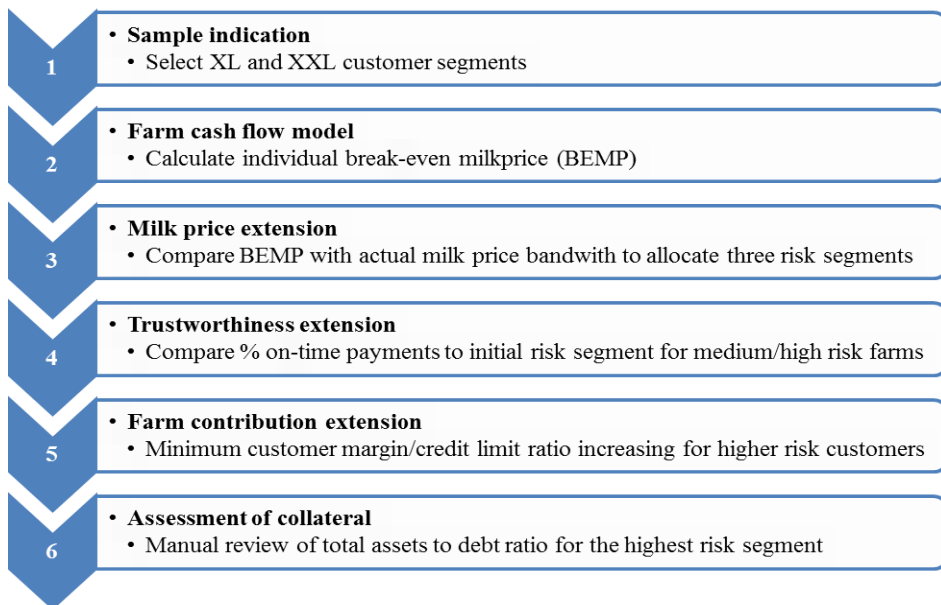 1
• Sample indication
• Select XL and XXL customer segments
2
• Farm cash flow model
• Calculate individual break-even milkprice (BEMP)
3
• Milk price extension
• Compare BEMP with actual milk price bandwith to allocate three risk segments
4
• Trustworthiness extension
• Compare % on-time payments to initial risk segment for medium/high risk farms
5
• Farm contribution extension
• Minimum customer margin/credit limit ratio increasing for higher risk customers
6
• Assessment of collateral
• Manual review of total assets to debt ratio for the highest risk segment